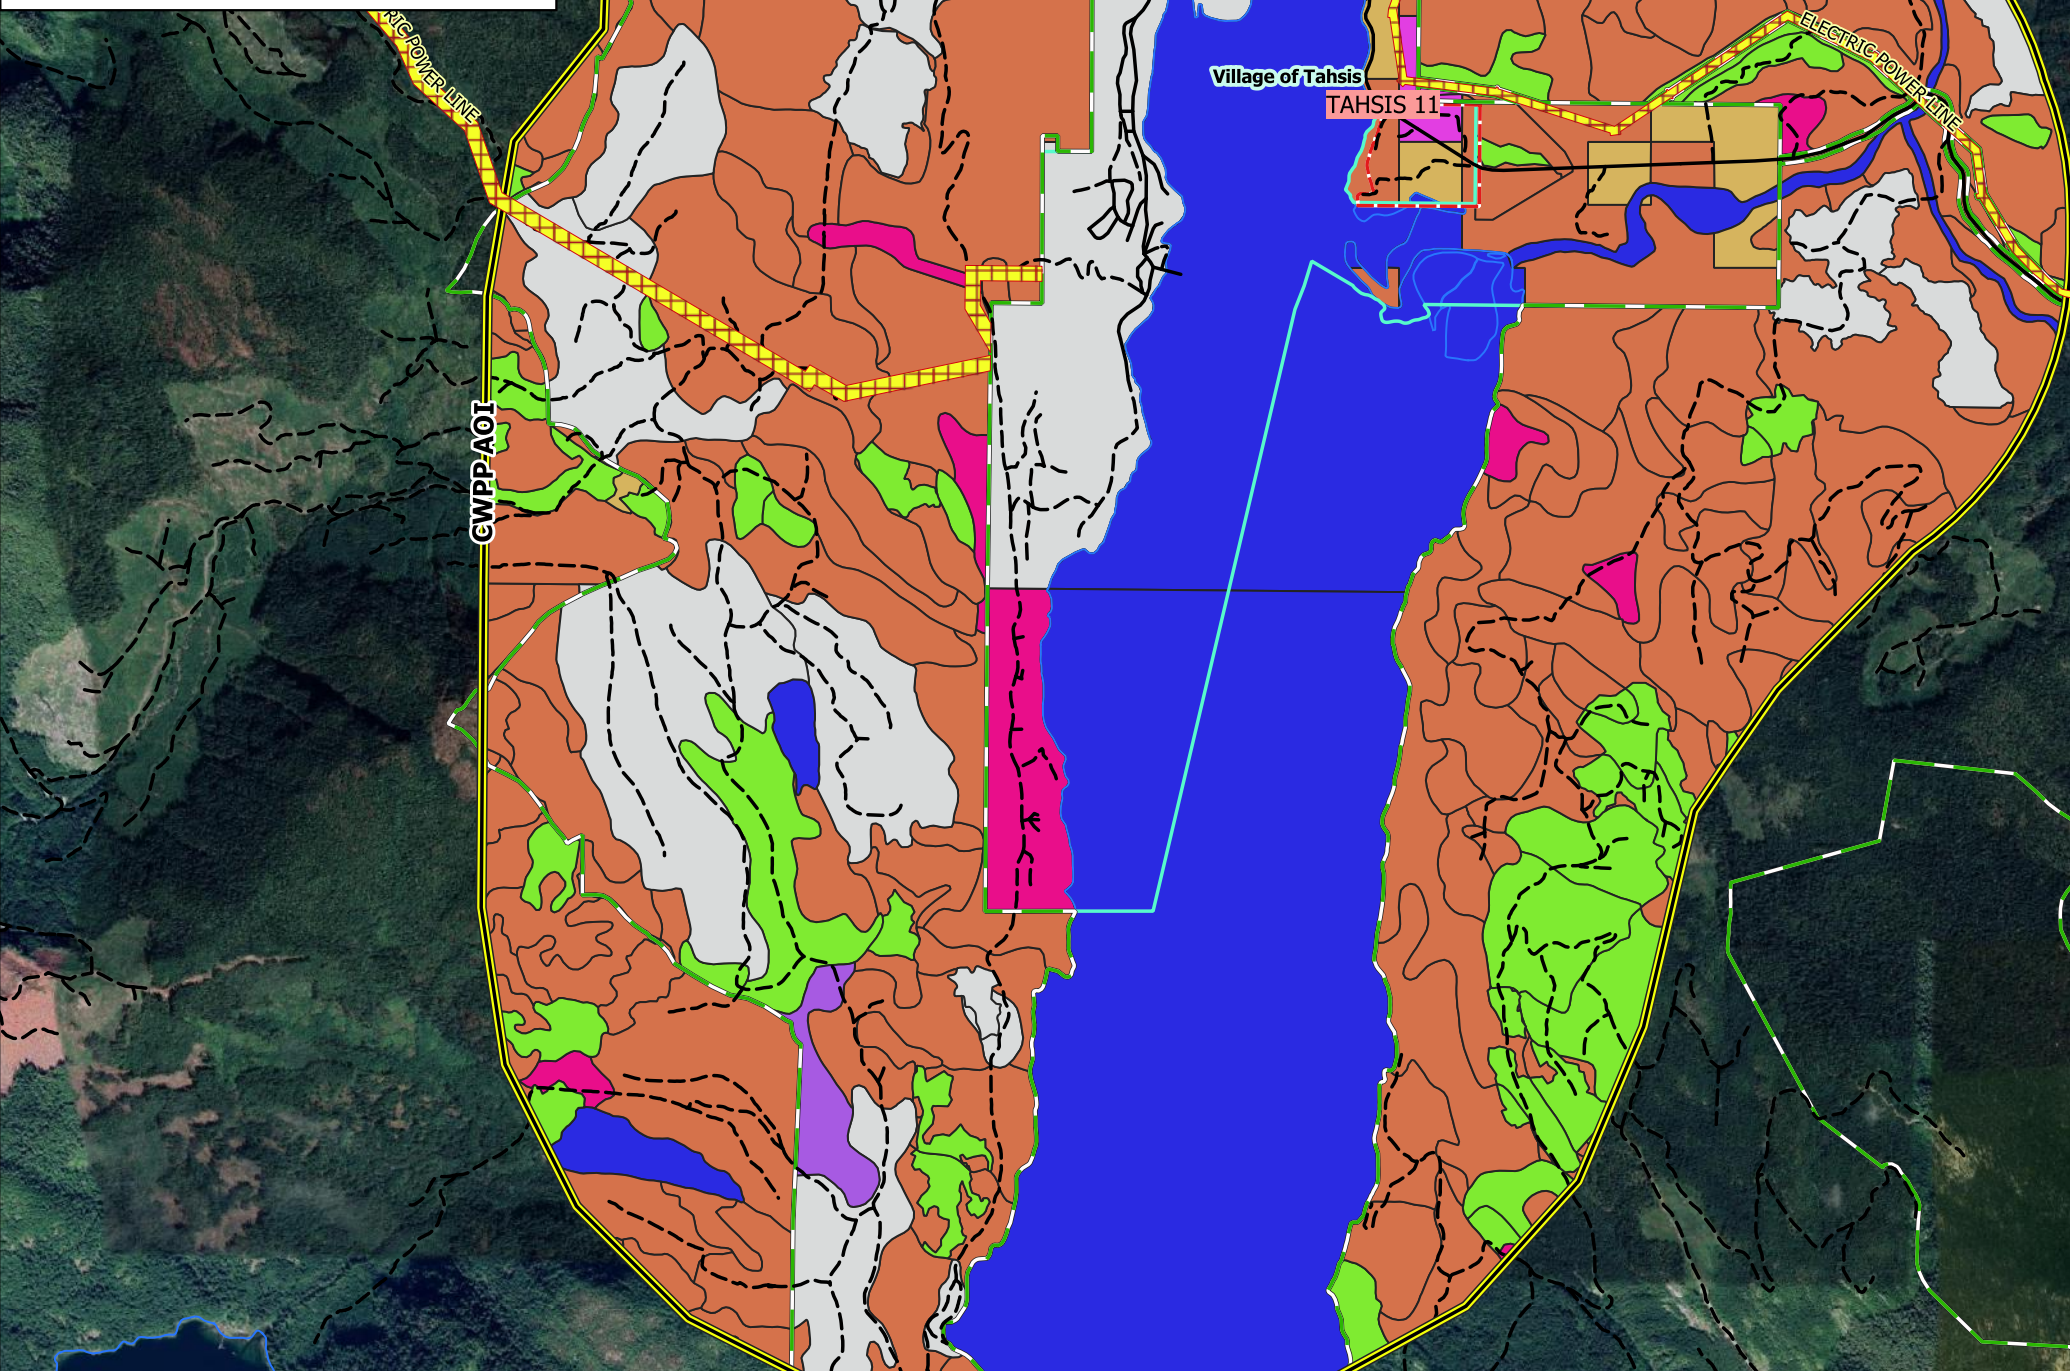 RIC POWER LINE
ELECTRIC POWER LINE
Village of Tahsis
TAHSIS 11
CWPP AOI